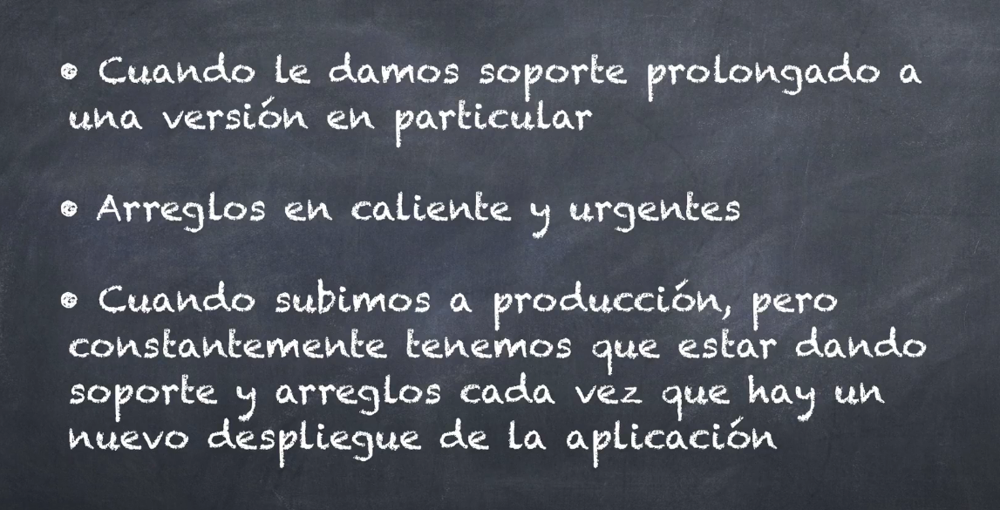 • Cuando le damos soporte prolongado a
una versión en particular
• Arreglos en caliente y urgentes
• Cuando subimos a producción, pero
constantemente tenemos que estar dando
soporte y arreglos cada vez que hay un
nuevo despliegue de la aplicación